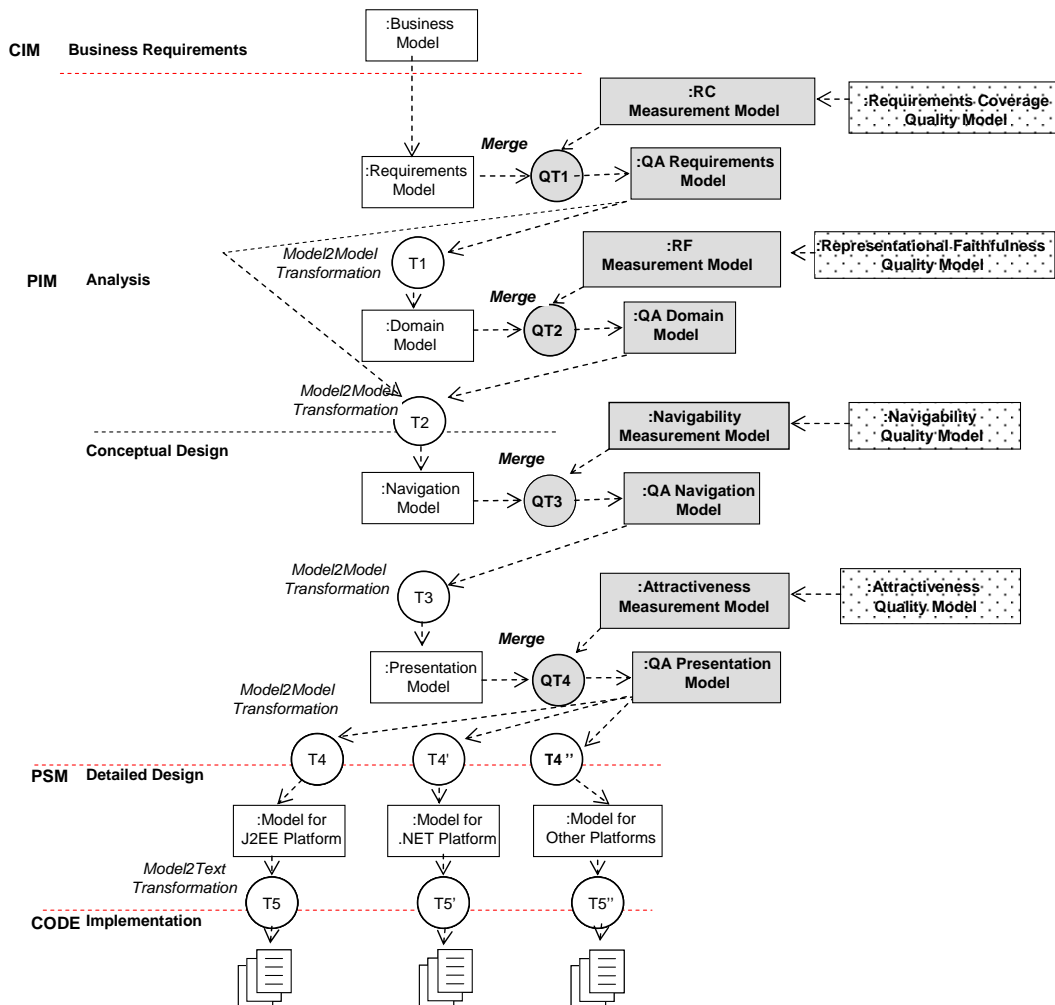 :Business
Model
CIM Business Requirements
:RC
Measurement Model
:Requirements Coverage
Quality Model
Merge
:Requirements
Model
QT1
:QA Requirements
Model
Model2Model
Transformation
T1
:RF
Measurement Model
:Representational Faithfulness
Quality Model
PIM Analysis
Merge
:Domain
Model
QT2
:QA Domain
Model
Model2Model
Transformation
T2
:Navigability
Measurement Model
:Navigability
Quality Model
Conceptual Design
Merge
:Navigation
Model
QT3
:QA Navigation
Model
Model2Model
Transformation
T3
:Attractiveness
Measurement Model
:Attractiveness
Quality Model
Merge
:Presentation
Model
QT4
:QA Presentation
Model
Model2Model
Transformation
T4
T4'
T4''
PSM Detailed Design
:Model for
J2EE Platform
:Model for
.NET Platform
:Model for
Other Platforms
Model2Text
Transformation
T5
T5'
T5''
CODE Implementation